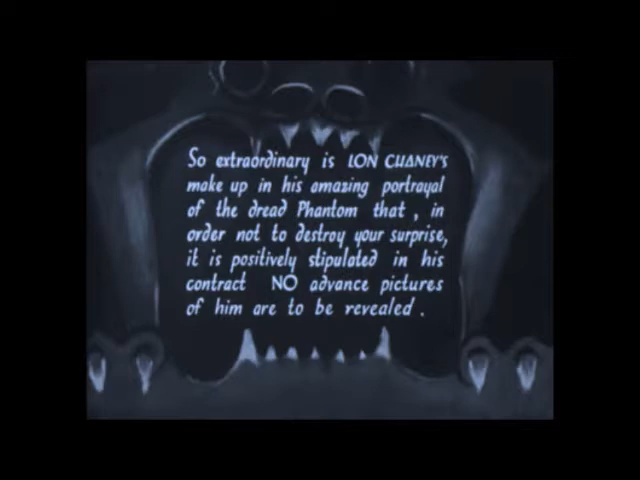 So extraordinary is LON CHANEY'S
make up in his amazing portrayal
of the dread Phantom that , in
order not to destroy your surprise,
it is positively stipulated in his
contract NO advance pictures
of him are to be revealed .